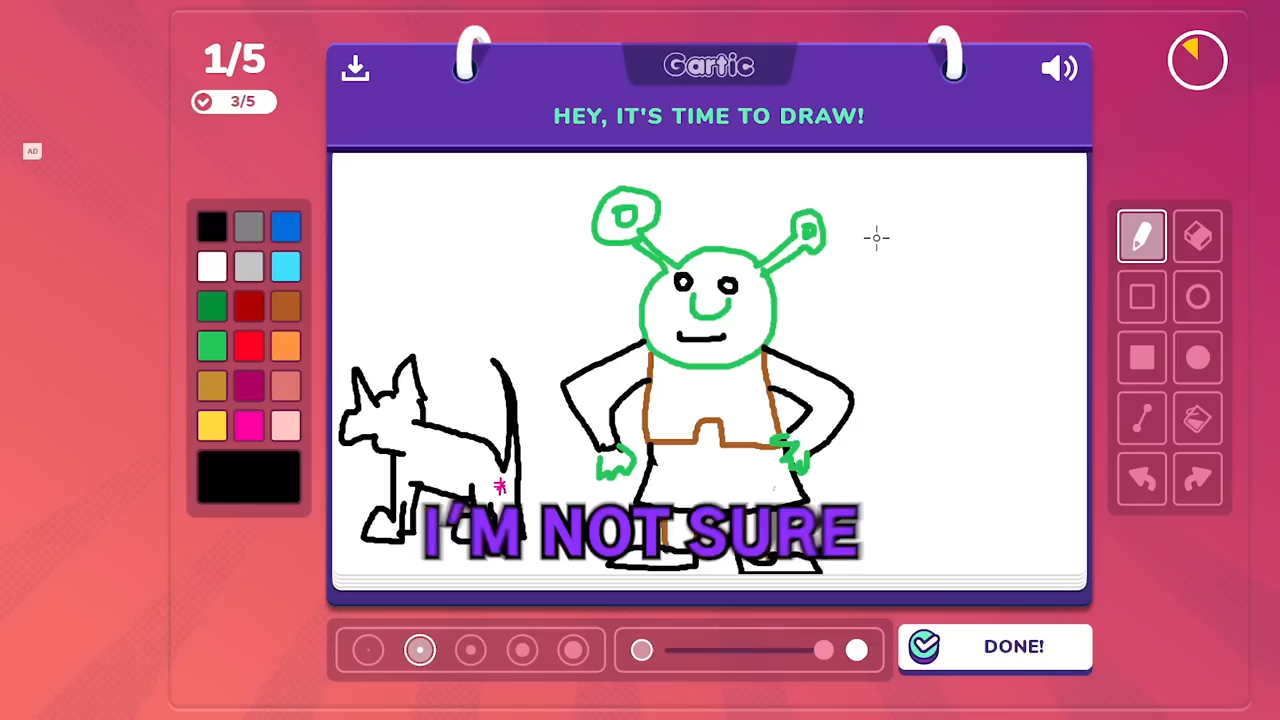 1/5
3/5
Gartic
HEY, IT'S TIME TO DRAW!
AD
I'M NOT SURE
DONE!